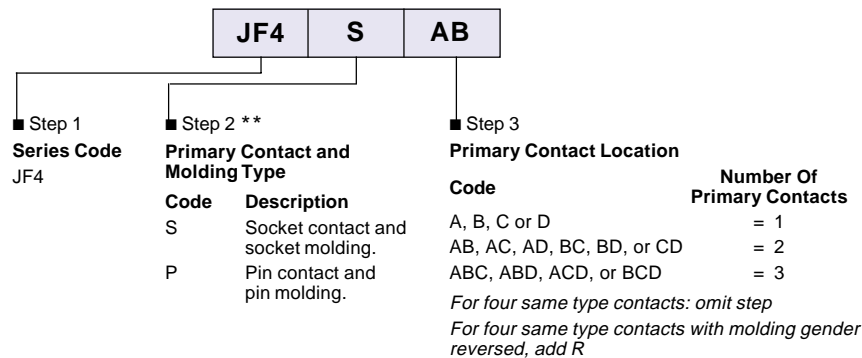 JF4 S AB
■ Step 1
Series Code
JF4
■ Step 2 **
Primary Contact and
Molding Type
Code Description
S Socket contact and
socket molding.
P Pin contact and
pin molding.
■ Step 3
Primary Contact Location
Code Number Of
Primary Contacts
A, B, C or D = 1
AB, AC, AD, BC, BD, or CD = 2
ABC, ABD, ACD, or BCD = 3
For four same type contacts: omit step
For four same type contacts with molding gender
reversed, add R